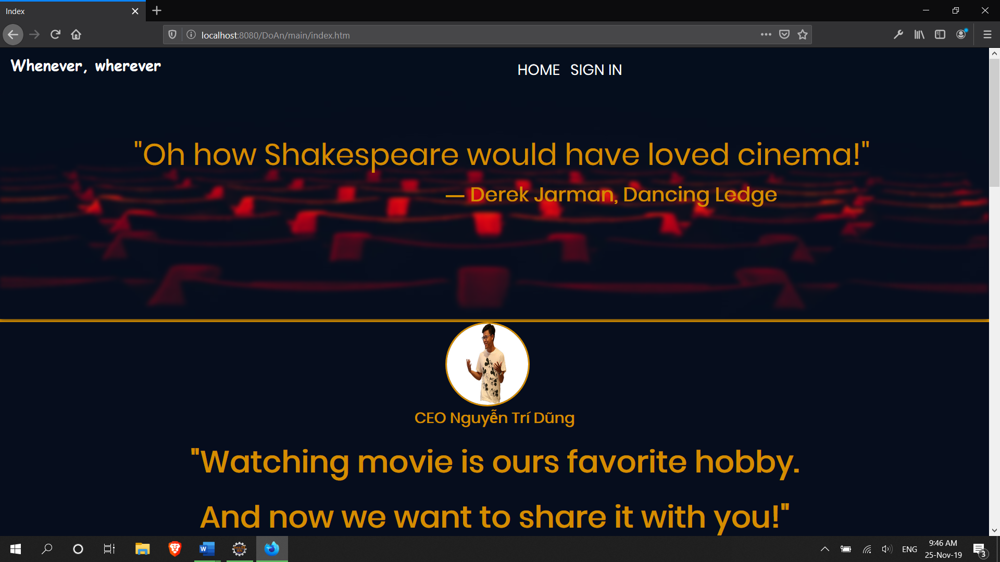 Index
localhost:8080/DoAn/main/index.htm
Whenever, wherever
HOME SIGN IN
"Oh how Shakespeare would have loved cinema!"
— Derek Jarman, Dancing Ledge
CEO Nguyễn Trí Dũng
"Watching movie is ours favorite hobby.
And now we want to share it with you!"
ENG
9:46 AM
25-Nov-19
3